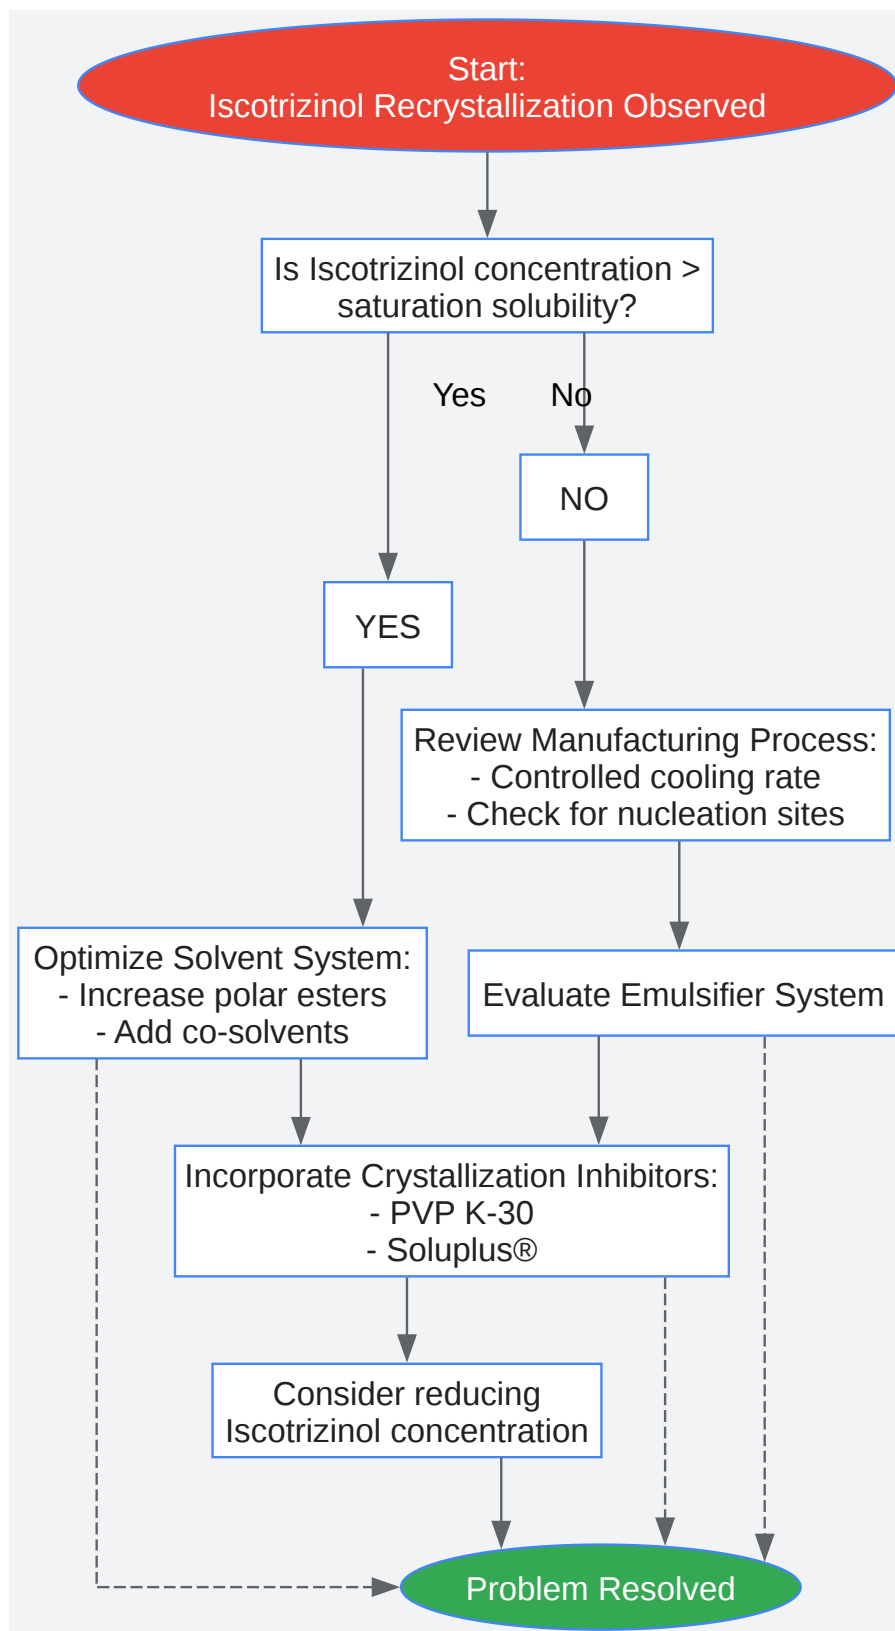 Start:
Iscotrizinol Recrystallization Observed
Is Iscotrizinol concentration >
saturation solubility?
Yes
No
NO
YES
Review Manufacturing Process:
- Controlled cooling rate
- Check for nucleation sites
Optimize Solvent System:
- Increase polar esters
- Add co-solvents
Evaluate Emulsifier System
Incorporate Crystallization Inhibitors:
- PVP K-30
- Soluplus®
Consider reducing
Iscotrizinol concentration
Problem Resolved